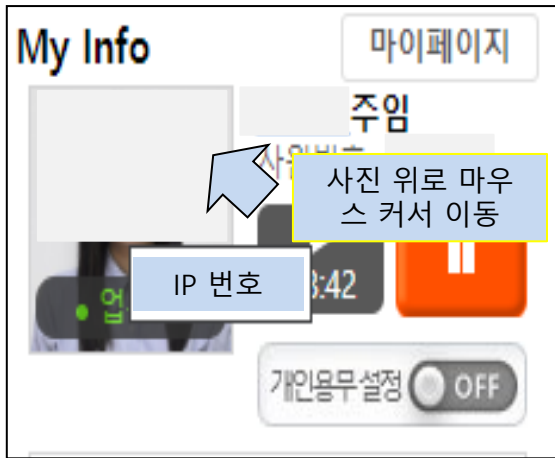 My Info
마이페이지
주임
사진 위로 마우
스 커서 이동
IP 번호
:42
개인용무설정 OFF